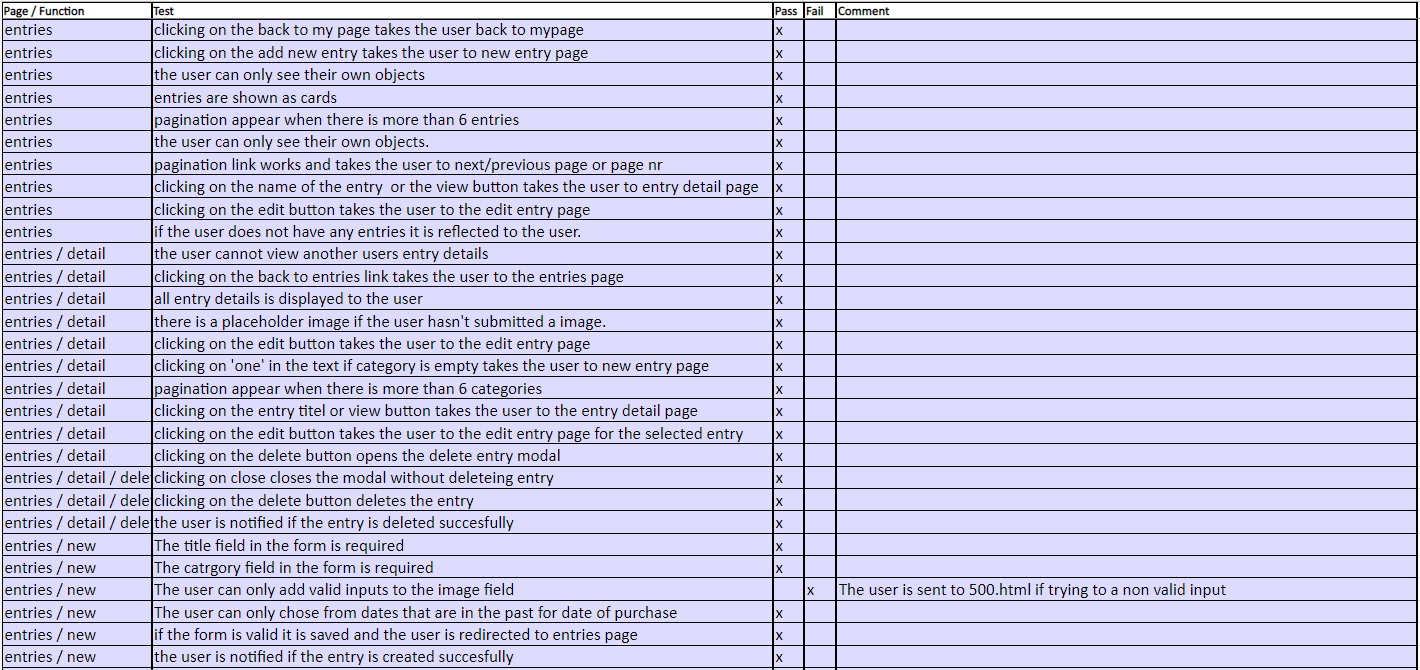 Page / Function Test Pass Fail Comment
entries clicking on the back to my page takes the user back to mypage x
entries clicking on the add new entry takes the user to new entry page x
entries the user can only see their own objects x
entries entries are shown as cards x
entries pagination appear when there is more than 6 entries x
entries the user can only see their own objects. x
entries pagination link works and takes the user to next/previous page or page nr x
entries clicking on the name of the entry  or the view button takes the user to entry detail page x
entries clicking on the edit button takes the user to the edit entry page x
entries if the user does not have any entries it is reflected to the user. x
entries / detail the user cannot view another users entry details x
entries / detail clicking on the back to entries link takes the user to the entries page x
entries / detail all entry details is displayed to the user x
entries / detail there is a placeholder image if the user hasn't submitted a image. x
entries / detail clicking on the edit button takes the user to the edit entry page x
entries / detail clicking on 'one' in the text if category is empty takes the user to new entry page x
entries / detail pagination appear when there is more than 6 categories x
entries / detail clicking on the entry titel or view button takes the user to the entry detail page x
entries / detail clicking on the edit button takes the user to the edit entry page for the selected entry x
entries / detail clicking on the delete button opens the delete entry modal x
entries / detail / dele clicking on close closes the modal without deleteing entry x
entries / detail / dele clicking on the delete button deletes the entry x
entries / detail / dele the user is notified if the entry is deleted succesfully x
entries / new The title field in the form is required x
entries / new The catrgory field in the form is required x
entries / new The user can only add valid inputs to the image field x The user is sent to 500.html if trying to a non valid input
entries / new The user can only chose from dates that are in the past for date of purchase x
entries / new if the form is valid it is saved and the user is redirected to entries page x
entries / new the user is notified if the entry is created succesfully x